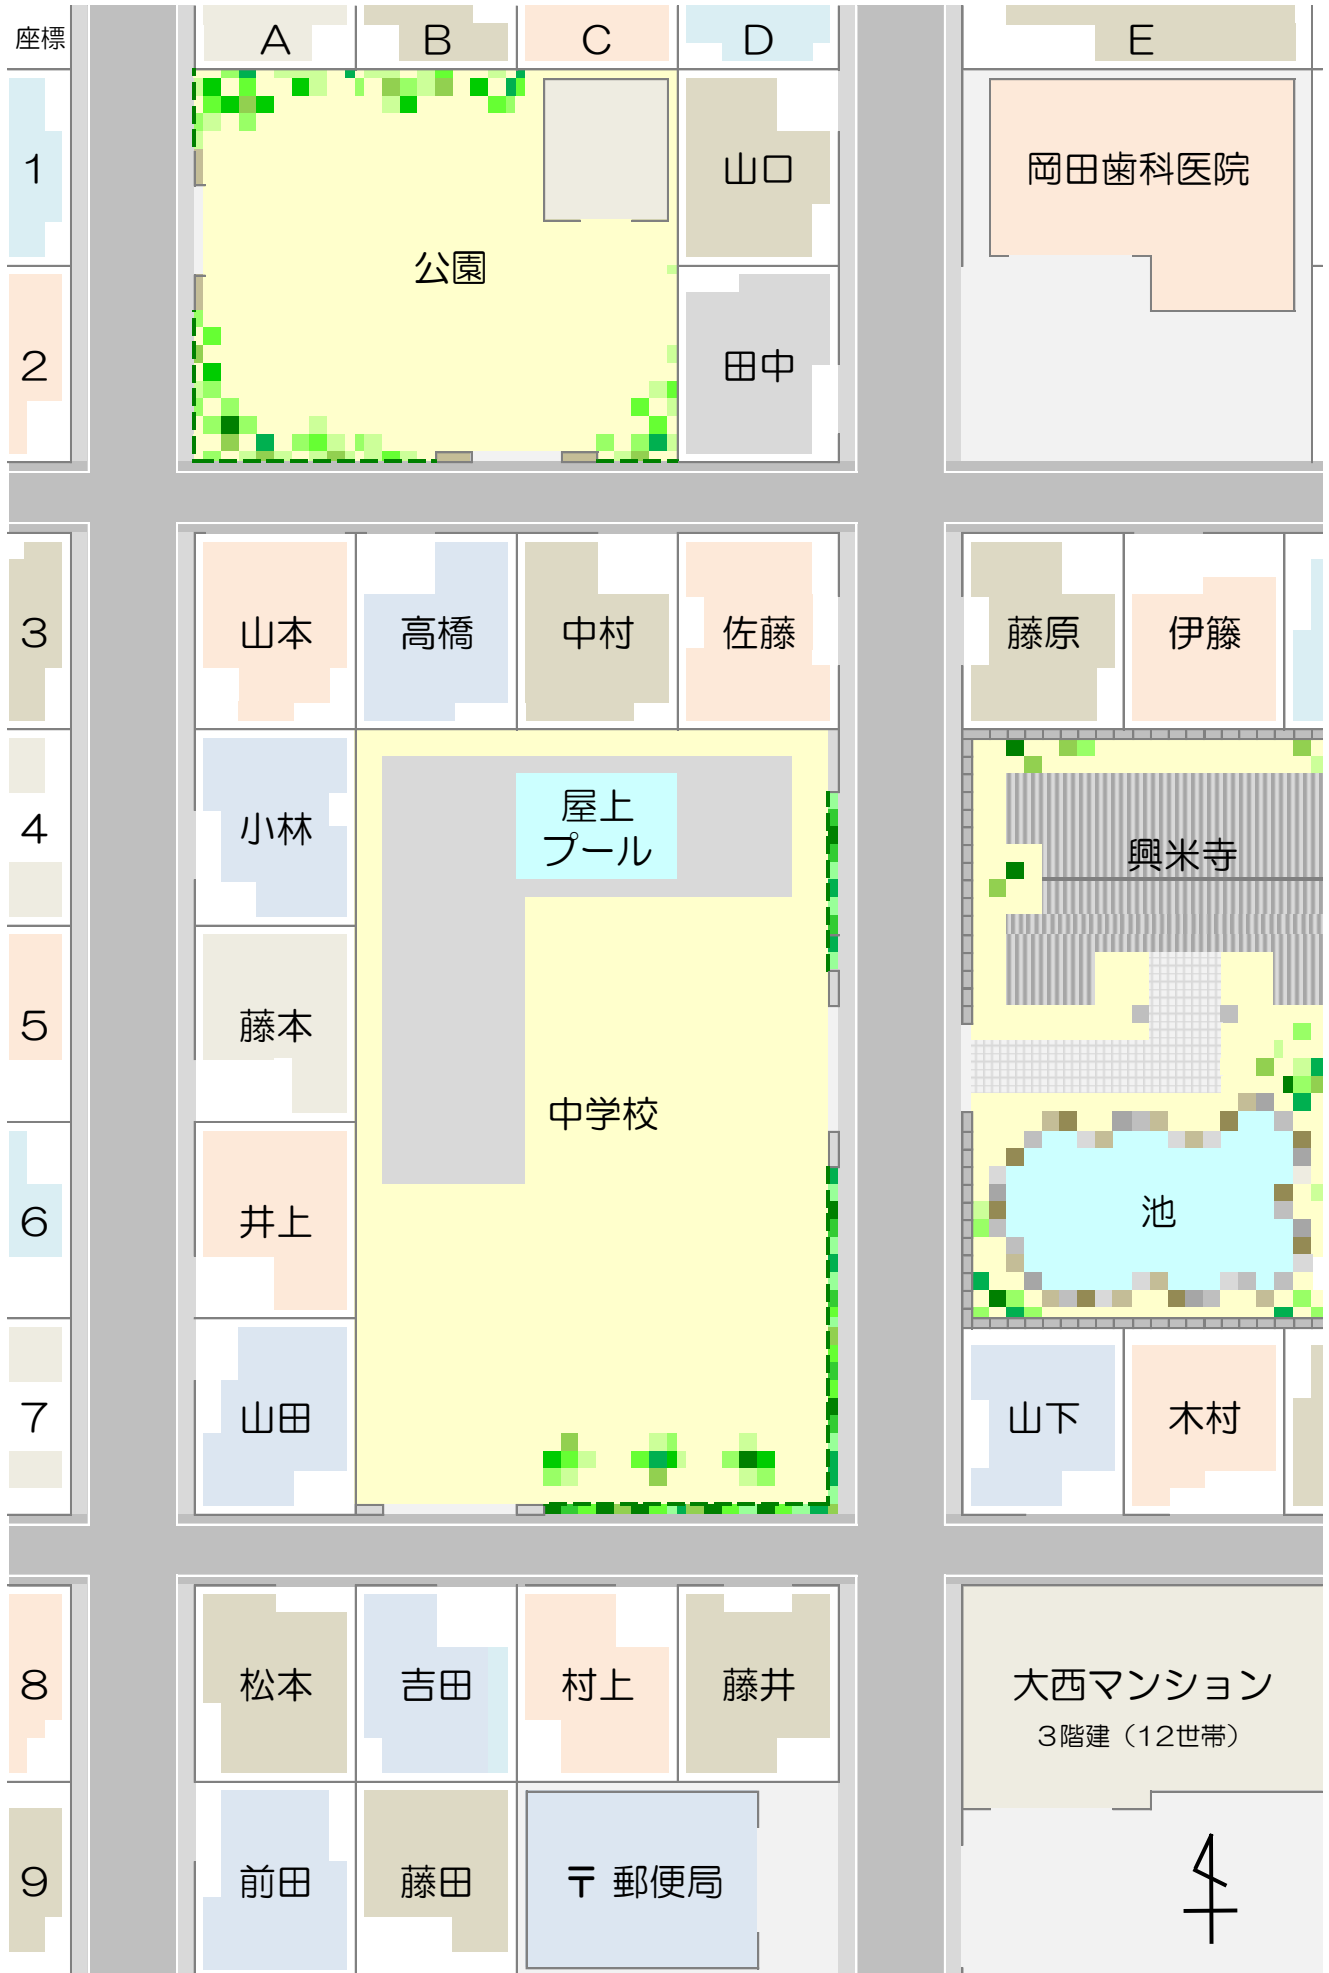 座標
A
B
C
D
E
1
山口
岡田歯科医院
公園
2
田中
3
山本
高橋
中村
佐藤
藤原
伊籐
4
小林
屋上
プール
興米寺
5
藤本
中学校
6
井上
池
7
山田
山下
木村
8
松本
吉田
村上
藤井
大西マンション
3階建（12世帯）
9
前田
藤田
〒 郵便局